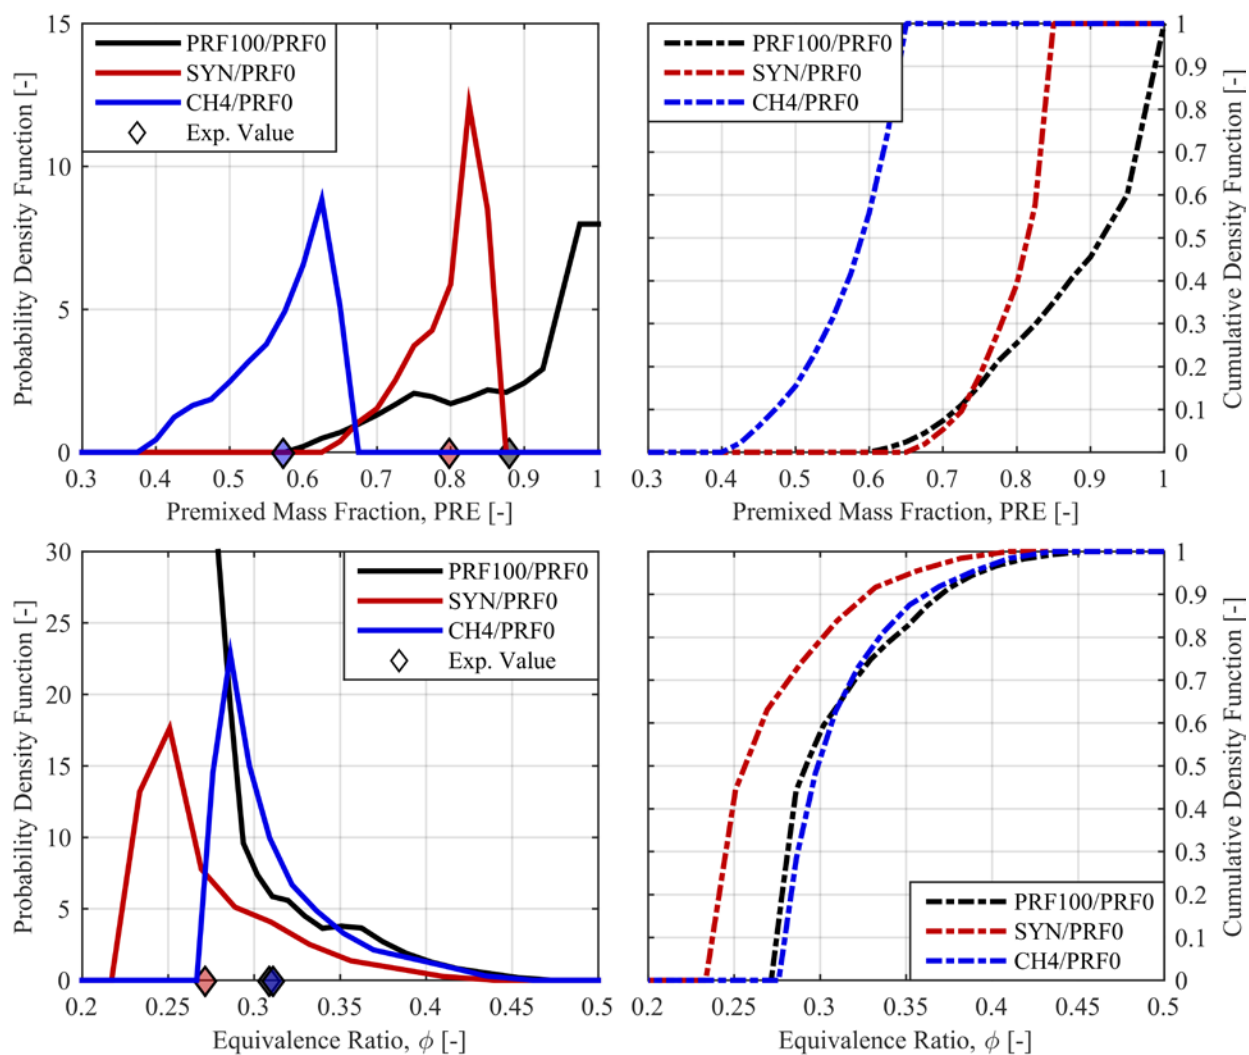 Probability Density Function [-]
15
10
5
0
PRF100/PRF0
SYN/PRF0
CH4/PRF0
Exp. Value
0.3 0.4 0.5 0.6 0.7 0.8 0.9 1
Premixed Mass Fraction, PRE [-]
PRF100/PRF0
SYN/PRF0
CH4/PRF0
1
0.9
0.8
0.7
0.6
0.5
0.4
0.3
0.2
0.1
0
Cumulative Density Function [-]
0.3 0.4 0.5 0.6 0.7 0.8 0.9 1
Premixed Mass Fraction, PRE [-]
Probability Density Function [-]
30
25
20
15
10
5
0
PRF100/PRF0
SYN/PRF0
CH4/PRF0
Exp. Value
0.2 0.25 0.3 0.35 0.4 0.45 0.5
Equivalence Ratio, ϕ [-]
1
0.9
0.8
0.7
0.6
0.5
0.4
0.3
0.2
0.1
0
Cumulative Density Function [-]
PRF100/PRF0
SYN/PRF0
CH4/PRF0
0.2 0.25 0.3 0.35 0.4 0.45 0.5
Equivalence Ratio, ϕ [-]